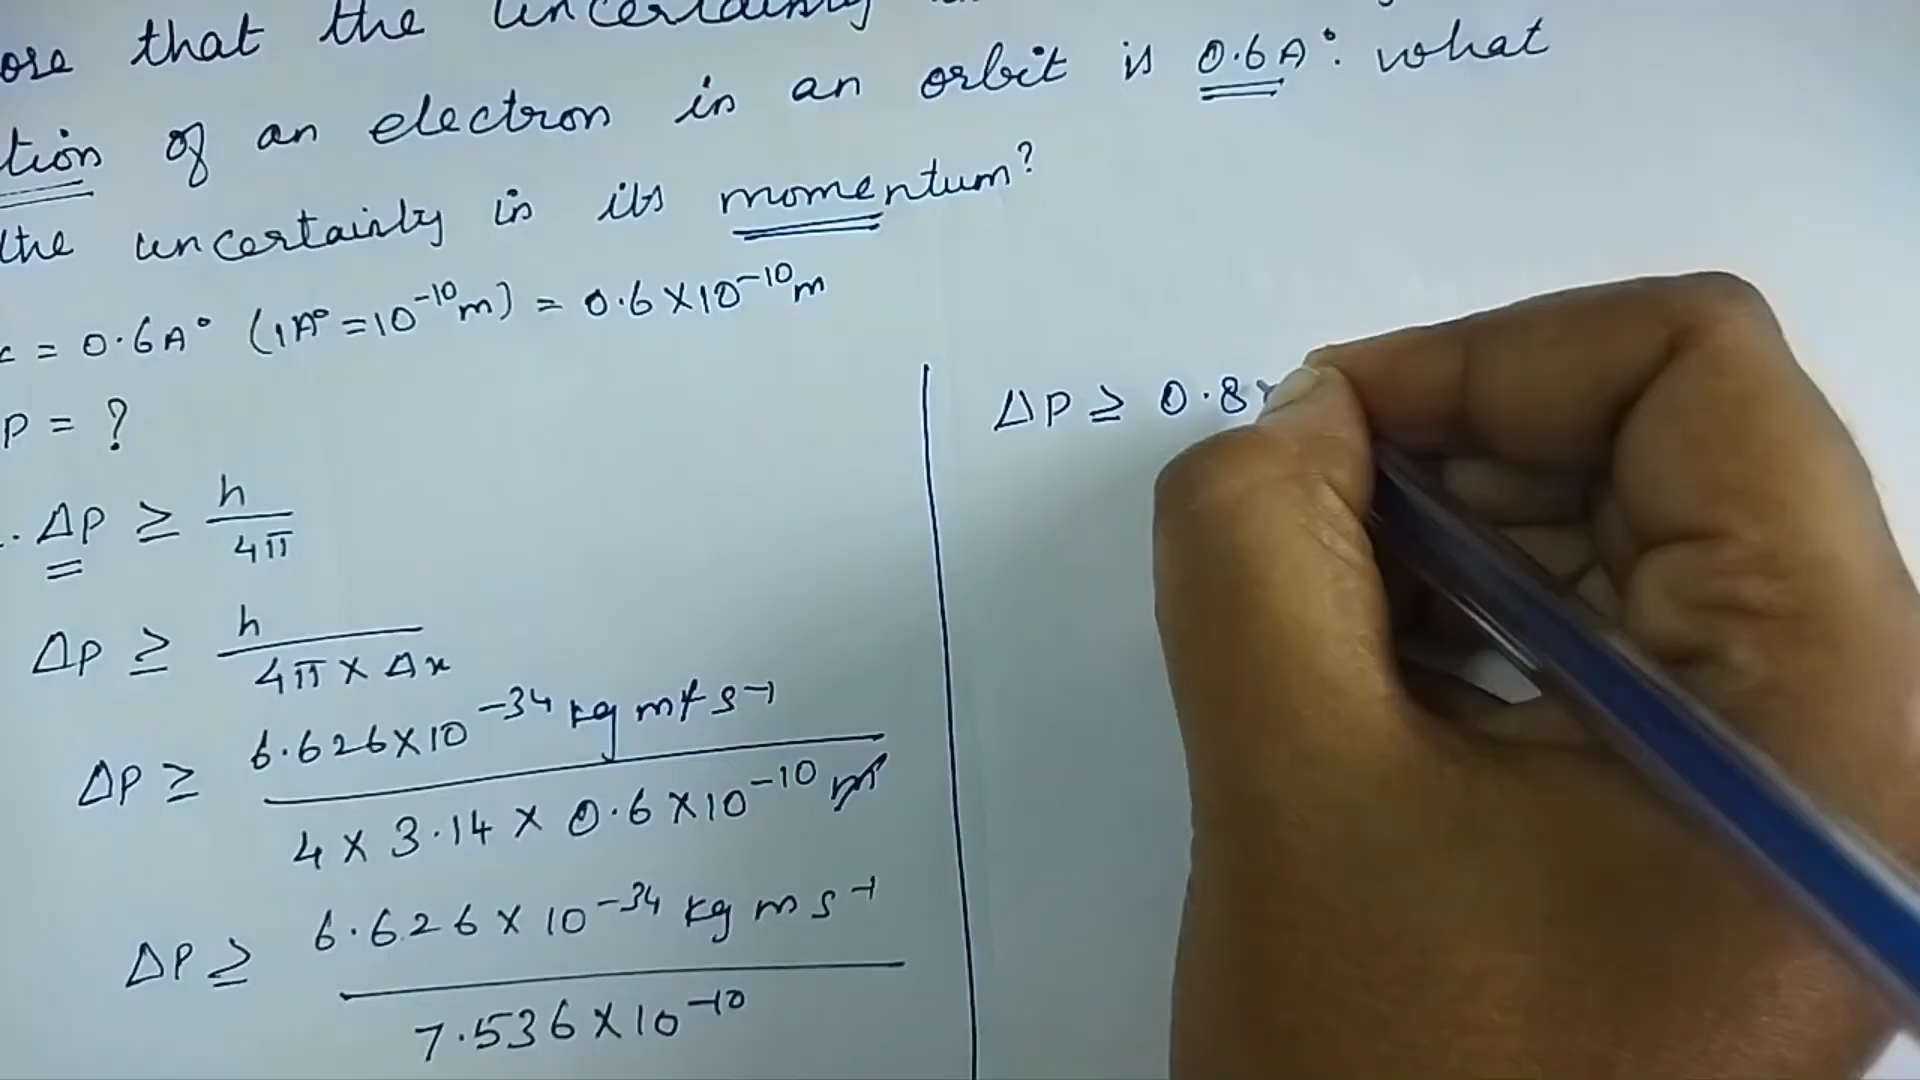 ose that the uncertainty
tion of an electron in an orbit is 0.6A°. what
the uncertainly in its momentum?
= 0.6A° (1A° = 10⁻¹⁰m) = 0.6 × 10⁻¹⁰m
P = ?
. ΔP ≥ h / 4π
ΔP ≥ h / 4π × Δx
ΔP ≥ 6.626 × 10⁻³⁴ kg m² s⁻¹ / 4 × 3.14 × 0.6 × 10⁻¹⁰ m
ΔP ≥ 6.626 × 10⁻³⁴ kg m s⁻¹ / 7.536 × 10⁻¹⁰
ΔP ≥ 0.8